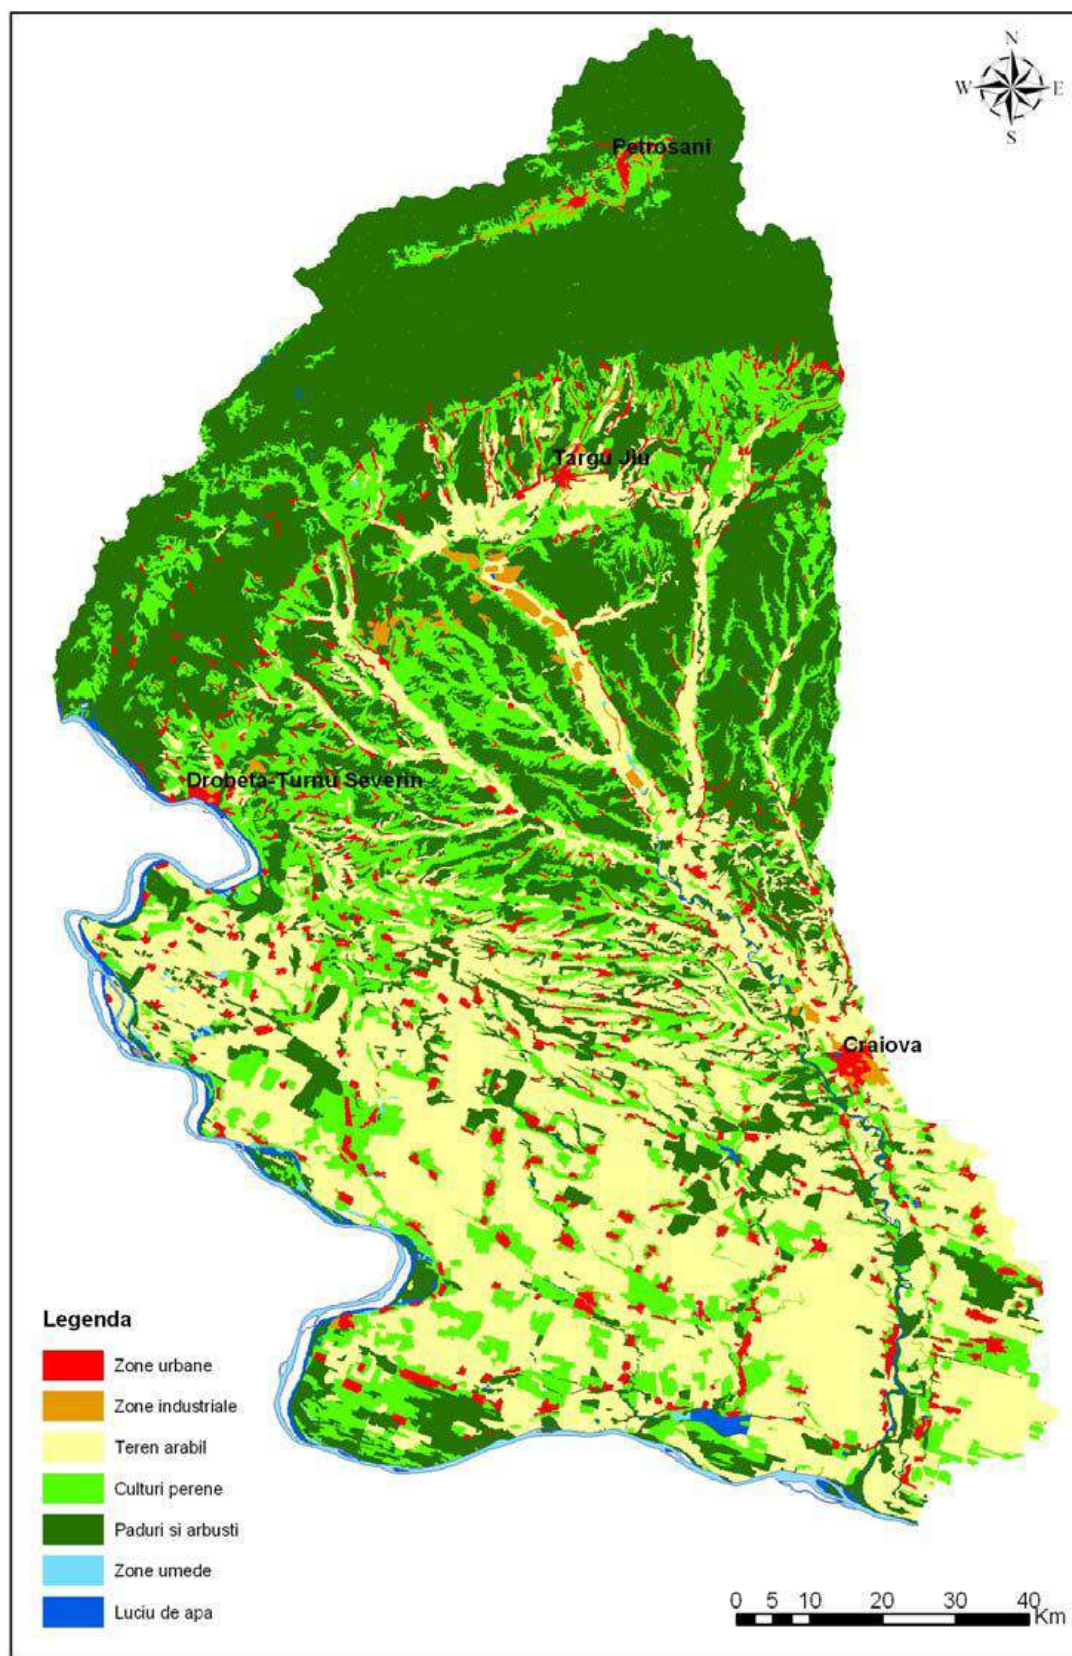 N
W E
S
Petrosani
Targu Jiu
Drobeta-Turnu Severin
Craiova
Legenda
Zone urbane
Zone industriale
Teren arabil
Culturi perene
Paduri si arbusti
Zone umede
Luciu de apa
0 5 10 20 30 40
Km